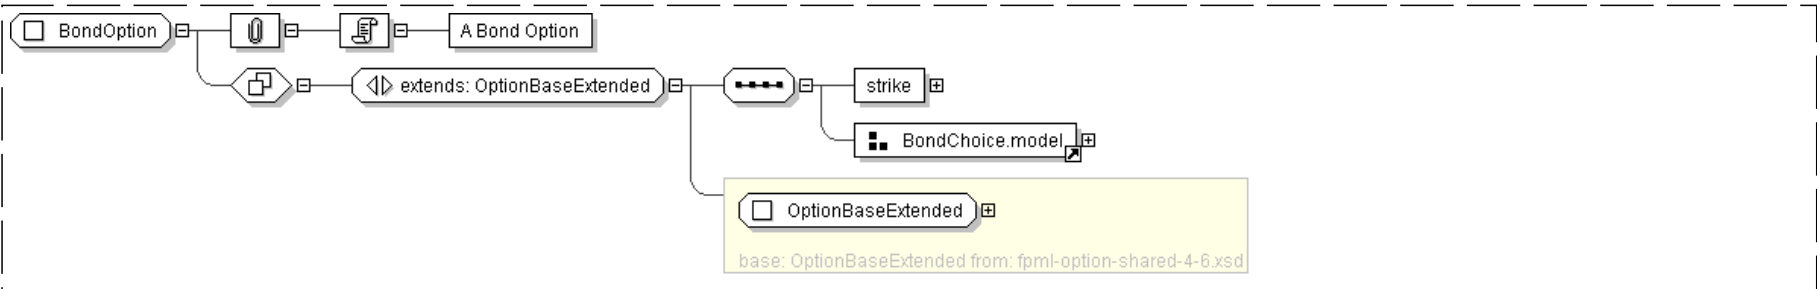 BondOption
A Bond Option
extends: OptionBaseExtended
strike
BondChoice.model
OptionBaseExtended
base: OptionBaseExtended from: fpml-option-shared-4-6.xsd